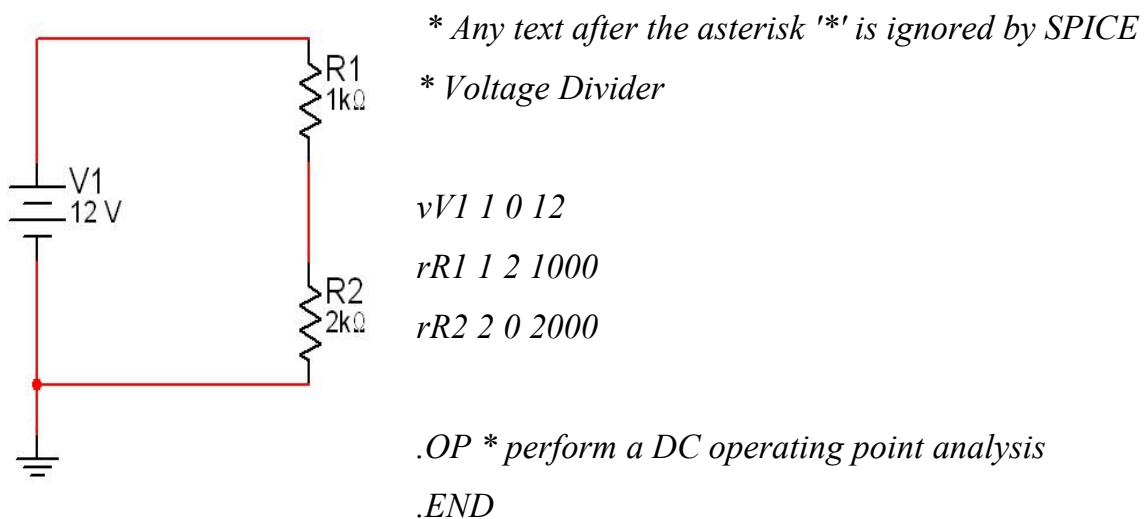 R1
1kΩ
V1
12 V
R2
2kΩ
* Any text after the asterisk '*' is ignored by SPICE
* Voltage Divider
vV1 1 0 12
rR1 1 2 1000
rR2 2 0 2000
.OP * perform a DC operating point analysis
.END